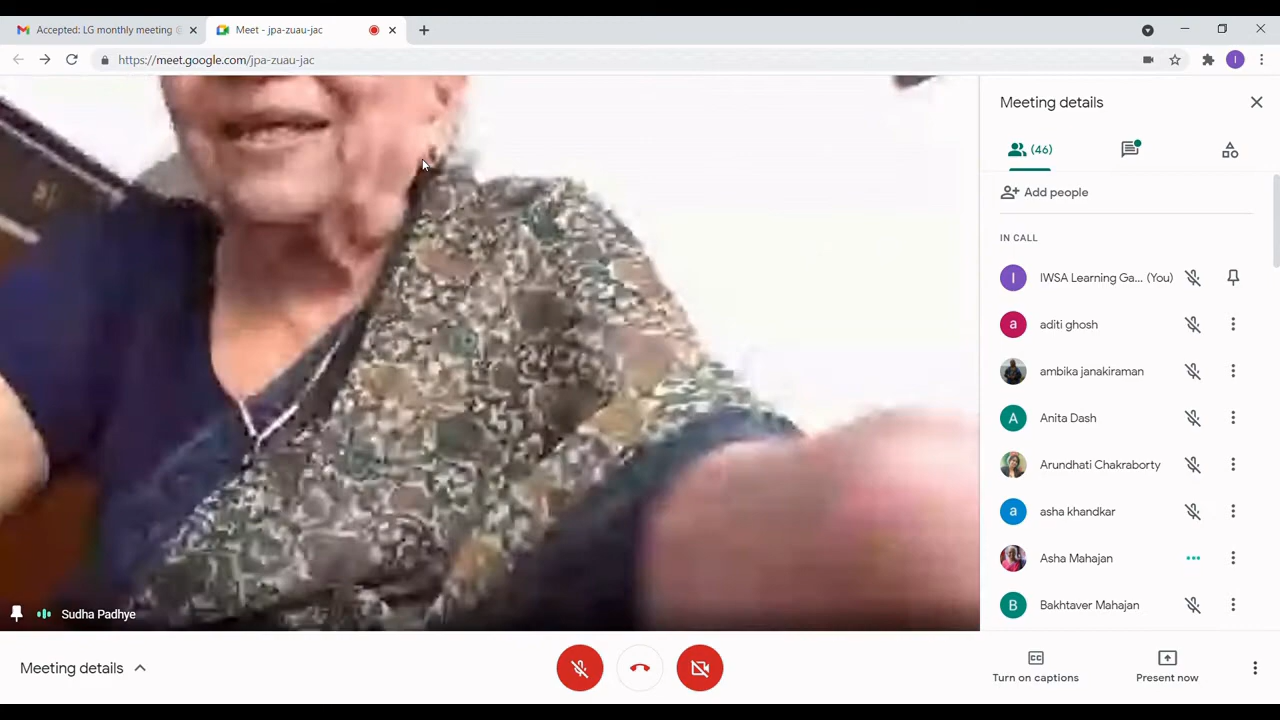 Accepted: LG monthly meeting
Meet - jpa-zuau-jac
https://meet.google.com/jpa-zuau-jac
I
Meeting details
(46)
Add people
IN CALL
I IWSA Learning Ga... (You)
a aditi ghosh
ambika janakiraman
A Anita Dash
Arundhati Chakraborty
a asha khandkar
Asha Mahajan
B Bakhtaver Mahajan
Sudha Padhye
Meeting details
CC
Turn on captions
Present now